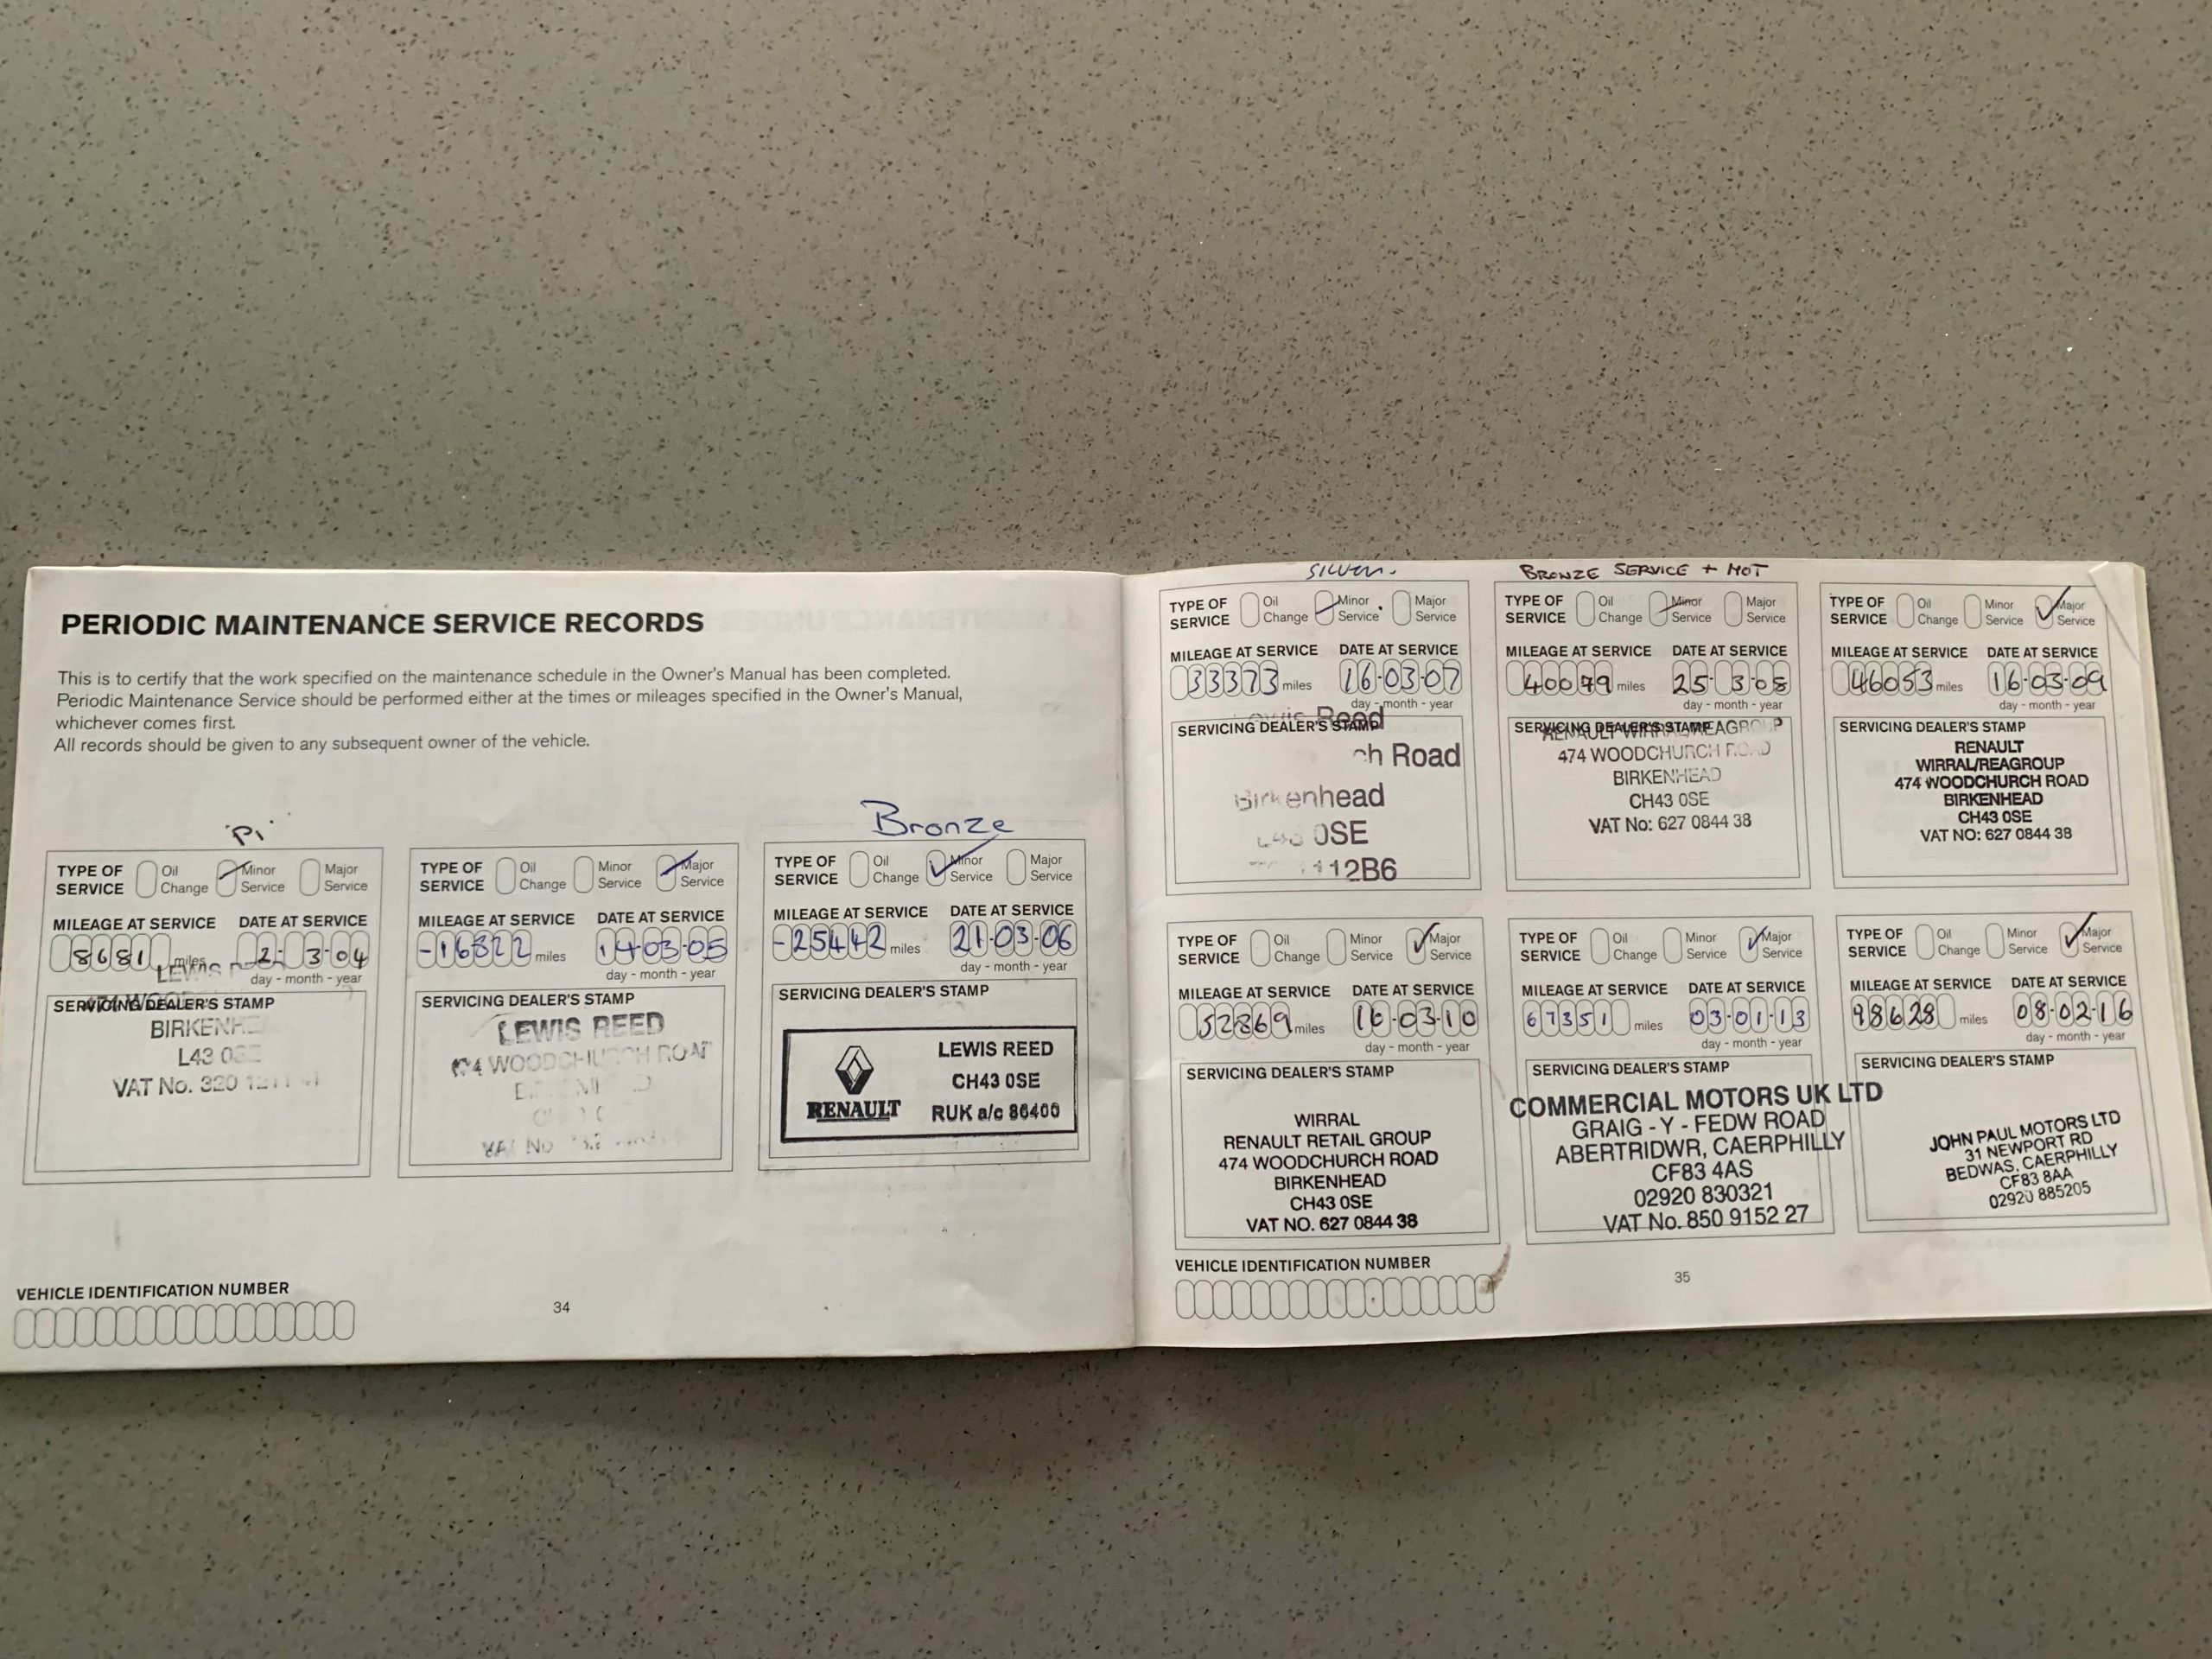 PERIODIC MAINTENANCE SERVICE RECORDS
This is to certify that the work specified on the maintenance schedule in the Owner's Manual has been completed.
Periodic Maintenance Service should be performed either at the times or mileages specified in the Owner's Manual,
whichever comes first.
All records should be given to any subsequent owner of the vehicle.
'Pi'
TYPE OF SERVICE Oil Change Minor Service Major Service
MILEAGE AT SERVICE DATE AT SERVICE
8681 miles 2- 3-04
day - month - year
LEWIS
SERVICING DEALER'S STAMP
L43
VAT No. 320
TYPE OF SERVICE Oil Change Minor Service Major Service
MILEAGE AT SERVICE DATE AT SERVICE
-16822 miles 14-03-05
day - month - year
SERVICING DEALER'S STAMP
LEWIS REED
WOODCHURCH ROAD
Bronze
TYPE OF SERVICE Oil Change Minor Service Major Service
MILEAGE AT SERVICE DATE AT SERVICE
-25442 miles 21-03-06
day - month - year
SERVICING DEALER'S STAMP
RENAULT
LEWIS REED
CH43 0SE
RUK a/c 86400
VEHICLE IDENTIFICATION NUMBER
34
SILVER.
TYPE OF SERVICE Oil Change Minor Service Major Service
MILEAGE AT SERVICE DATE AT SERVICE
33373 miles 16-03-07
day - month - year
Reed
SERVICING DEALER'S STAMP
Road
Birkenhead
0SE
112B6
BRONZE SERVICE + MOT
TYPE OF SERVICE Oil Change Minor Service Major Service
MILEAGE AT SERVICE DATE AT SERVICE
40079 miles 25-3-08
day - month - year
SERVICING DEALER'S STAMP
RENAULT WIRRAL/REAGROUP
474 WOODCHURCH ROAD
BIRKENHEAD
CH43 0SE
VAT No: 627 0844 38
TYPE OF SERVICE Oil Change Minor Service Major Service
MILEAGE AT SERVICE DATE AT SERVICE
46053 miles 16-03-09
day - month - year
SERVICING DEALER'S STAMP
RENAULT
WIRRAL/REAGROUP
474 WOODCHURCH ROAD
BIRKENHEAD
CH43 0SE
VAT NO: 627 0844 38
TYPE OF SERVICE Oil Change Minor Service Major Service
MILEAGE AT SERVICE DATE AT SERVICE
52869 miles 16-03-10
day - month - year
SERVICING DEALER'S STAMP
WIRRAL
RENAULT RETAIL GROUP
474 WOODCHURCH ROAD
BIRKENHEAD
CH43 0SE
VAT NO. 627 0844 38
TYPE OF SERVICE Oil Change Minor Service Major Service
MILEAGE AT SERVICE DATE AT SERVICE
67351 miles 03-01-13
day - month - year
SERVICING DEALER'S STAMP
COMMERCIAL MOTORS UK LTD
GRAIG - Y - FEDW ROAD
ABERTRIDWR, CAERPHILLY
CF83 4AS
02920 830321
VAT No. 850 9152 27
TYPE OF SERVICE Oil Change Minor Service Major Service
MILEAGE AT SERVICE DATE AT SERVICE
98628 miles 08-02-16
day - month - year
SERVICING DEALER'S STAMP
JOHN PAUL MOTORS LTD
31 NEWPORT RD
BEDWAS, CAERPHILLY
CF83 8AA
02920 885205
VEHICLE IDENTIFICATION NUMBER
35